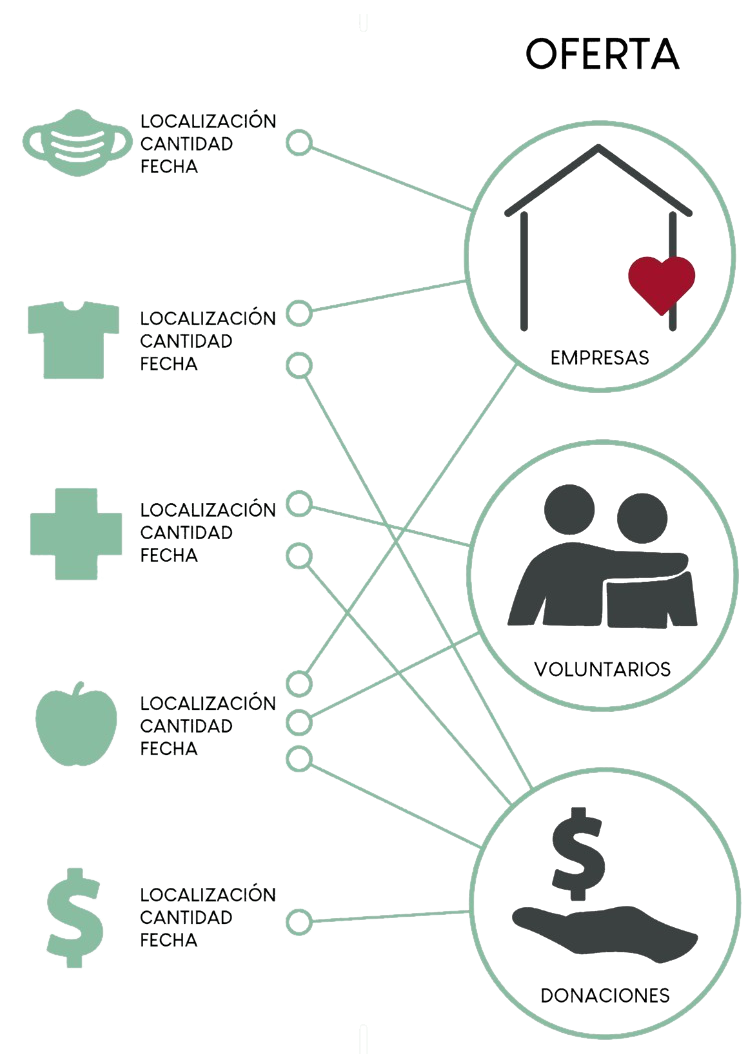 OFERTA
LOCALIZACIÓN
CANTIDAD
FECHA
LOCALIZACIÓN
CANTIDAD
FECHA
EMPRESAS
LOCALIZACIÓN
CANTIDAD
FECHA
VOLUNTARIOS
LOCALIZACIÓN
CANTIDAD
FECHA
LOCALIZACIÓN
CANTIDAD
FECHA
DONACIONES